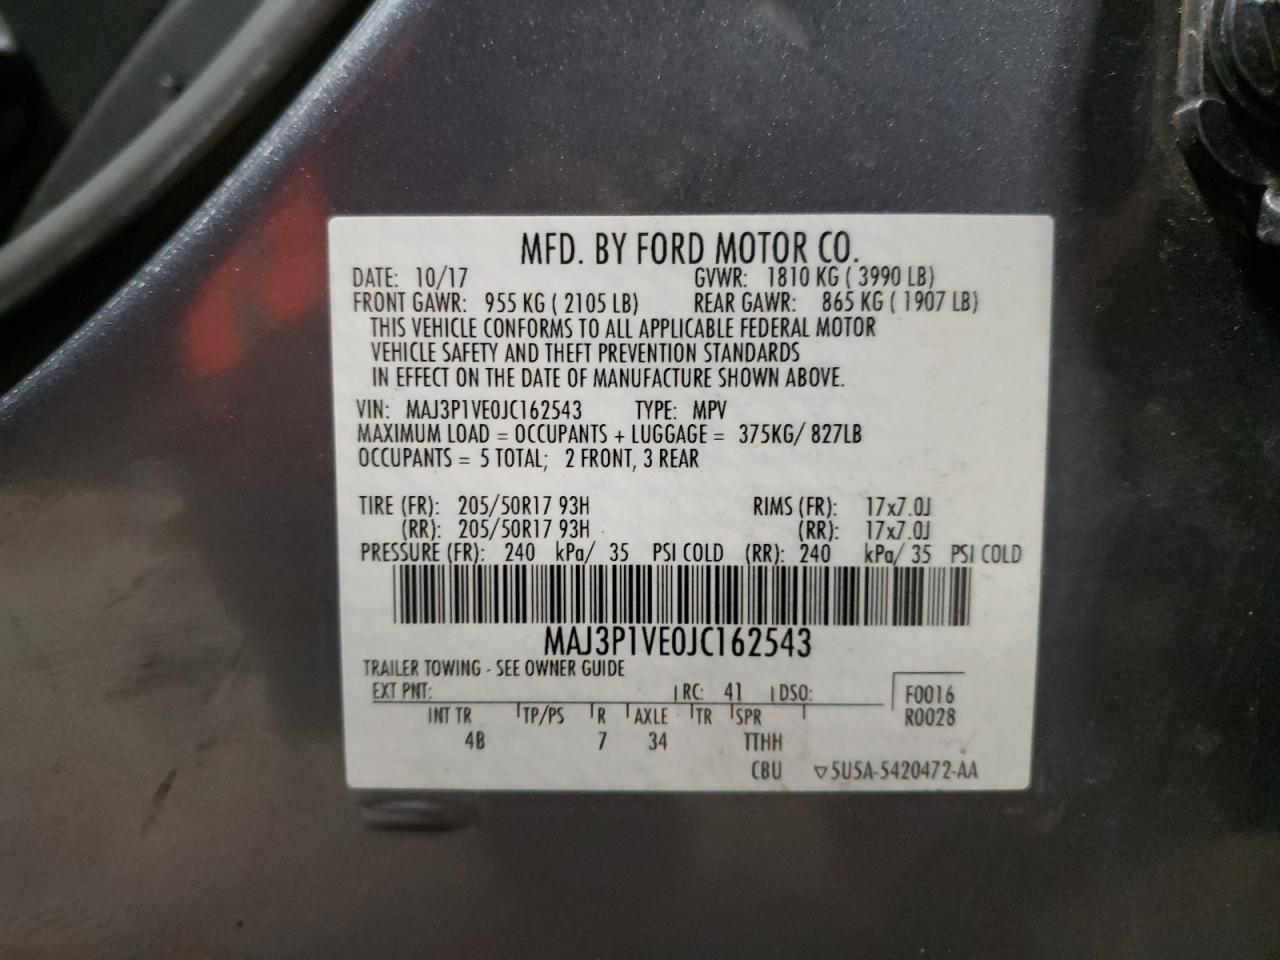 MFD. BY FORD MOTOR CO.
DATE: 10/17 GVWR: 1810 KG ( 3990 LB)
FRONT GAWR: 955 KG ( 2105 LB) REAR GAWR: 865 KG ( 1907 LB)
THIS VEHICLE CONFORMS TO ALL APPLICABLE FEDERAL MOTOR
VEHICLE SAFETY AND THEFT PREVENTION STANDARDS
IN EFFECT ON THE DATE OF MANUFACTURE SHOWN ABOVE.
VIN: MAJ3P1VE0JC162543 TYPE: MPV
MAXIMUM LOAD = OCCUPANTS + LUGGAGE = 375KG/ 827LB
OCCUPANTS = 5 TOTAL; 2 FRONT, 3 REAR
TIRE (FR): 205/50R17 93H RIMS (FR): 17x7.0J
(RR): 205/50R17 93H (RR): 17x7.0J
PRESSURE (FR): 240 kPa/ 35 PSI COLD (RR): 240 kPa/ 35 PSI COLD
MAJ3P1VE0JC162543
TRAILER TOWING - SEE OWNER GUIDE
EXT PNT: RC: 41 DSO: F0016
INT TR TP/PS R AXLE TR SPR R0028
4B 7 34 TTHH
CBU ▽5U5A-5420472-AA